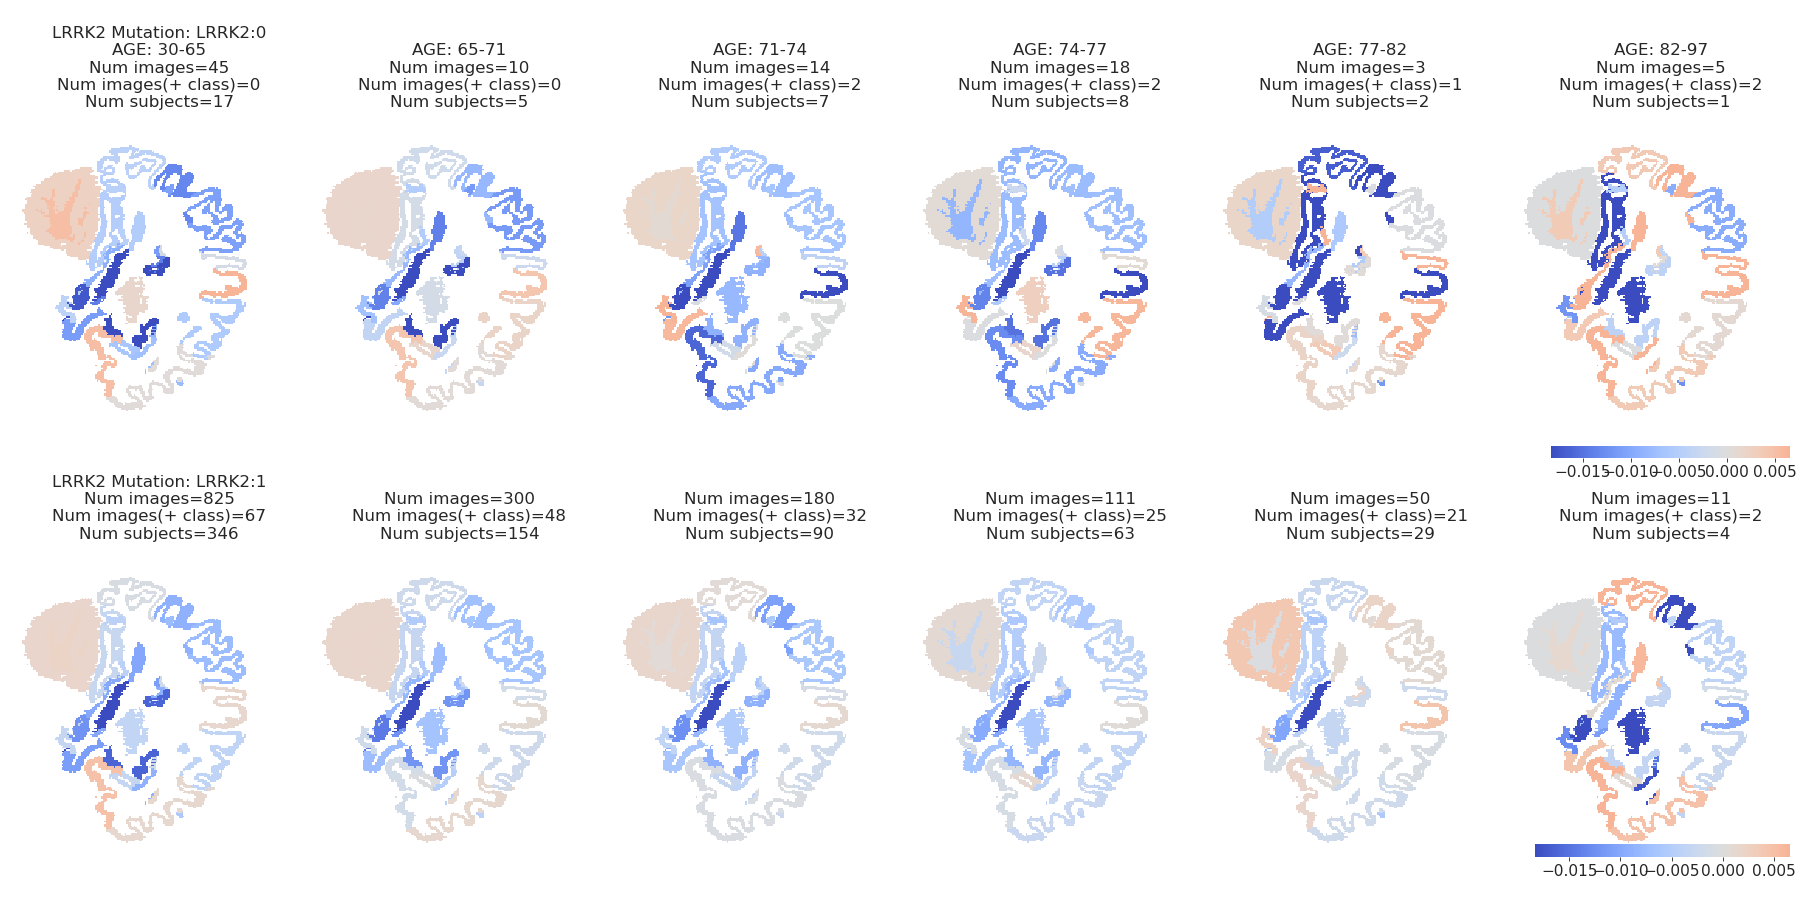 LRRK2 Mutation: LRRK2:0
AGE: 30-65
Num images=45
Num images(+ class)=0
Num subjects=17
AGE: 65-71
Num images=10
Num images(+ class)=0
Num subjects=5
AGE: 71-74
Num images=14
Num images(+ class)=2
Num subjects=7
AGE: 74-77
Num images=18
Num images(+ class)=2
Num subjects=8
AGE: 77-82
Num images=3
Num images(+ class)=1
Num subjects=2
AGE: 82-97
Num images=5
Num images(+ class)=2
Num subjects=1
−0.015 −0.010 −0.005 0.000 0.005
LRRK2 Mutation: LRRK2:1
Num images=825
Num images(+ class)=67
Num subjects=346
Num images=300
Num images(+ class)=48
Num subjects=154
Num images=180
Num images(+ class)=32
Num subjects=90
Num images=111
Num images(+ class)=25
Num subjects=63
Num images=50
Num images(+ class)=21
Num subjects=29
Num images=11
Num images(+ class)=2
Num subjects=4
−0.015 −0.010 −0.005 0.000 0.005